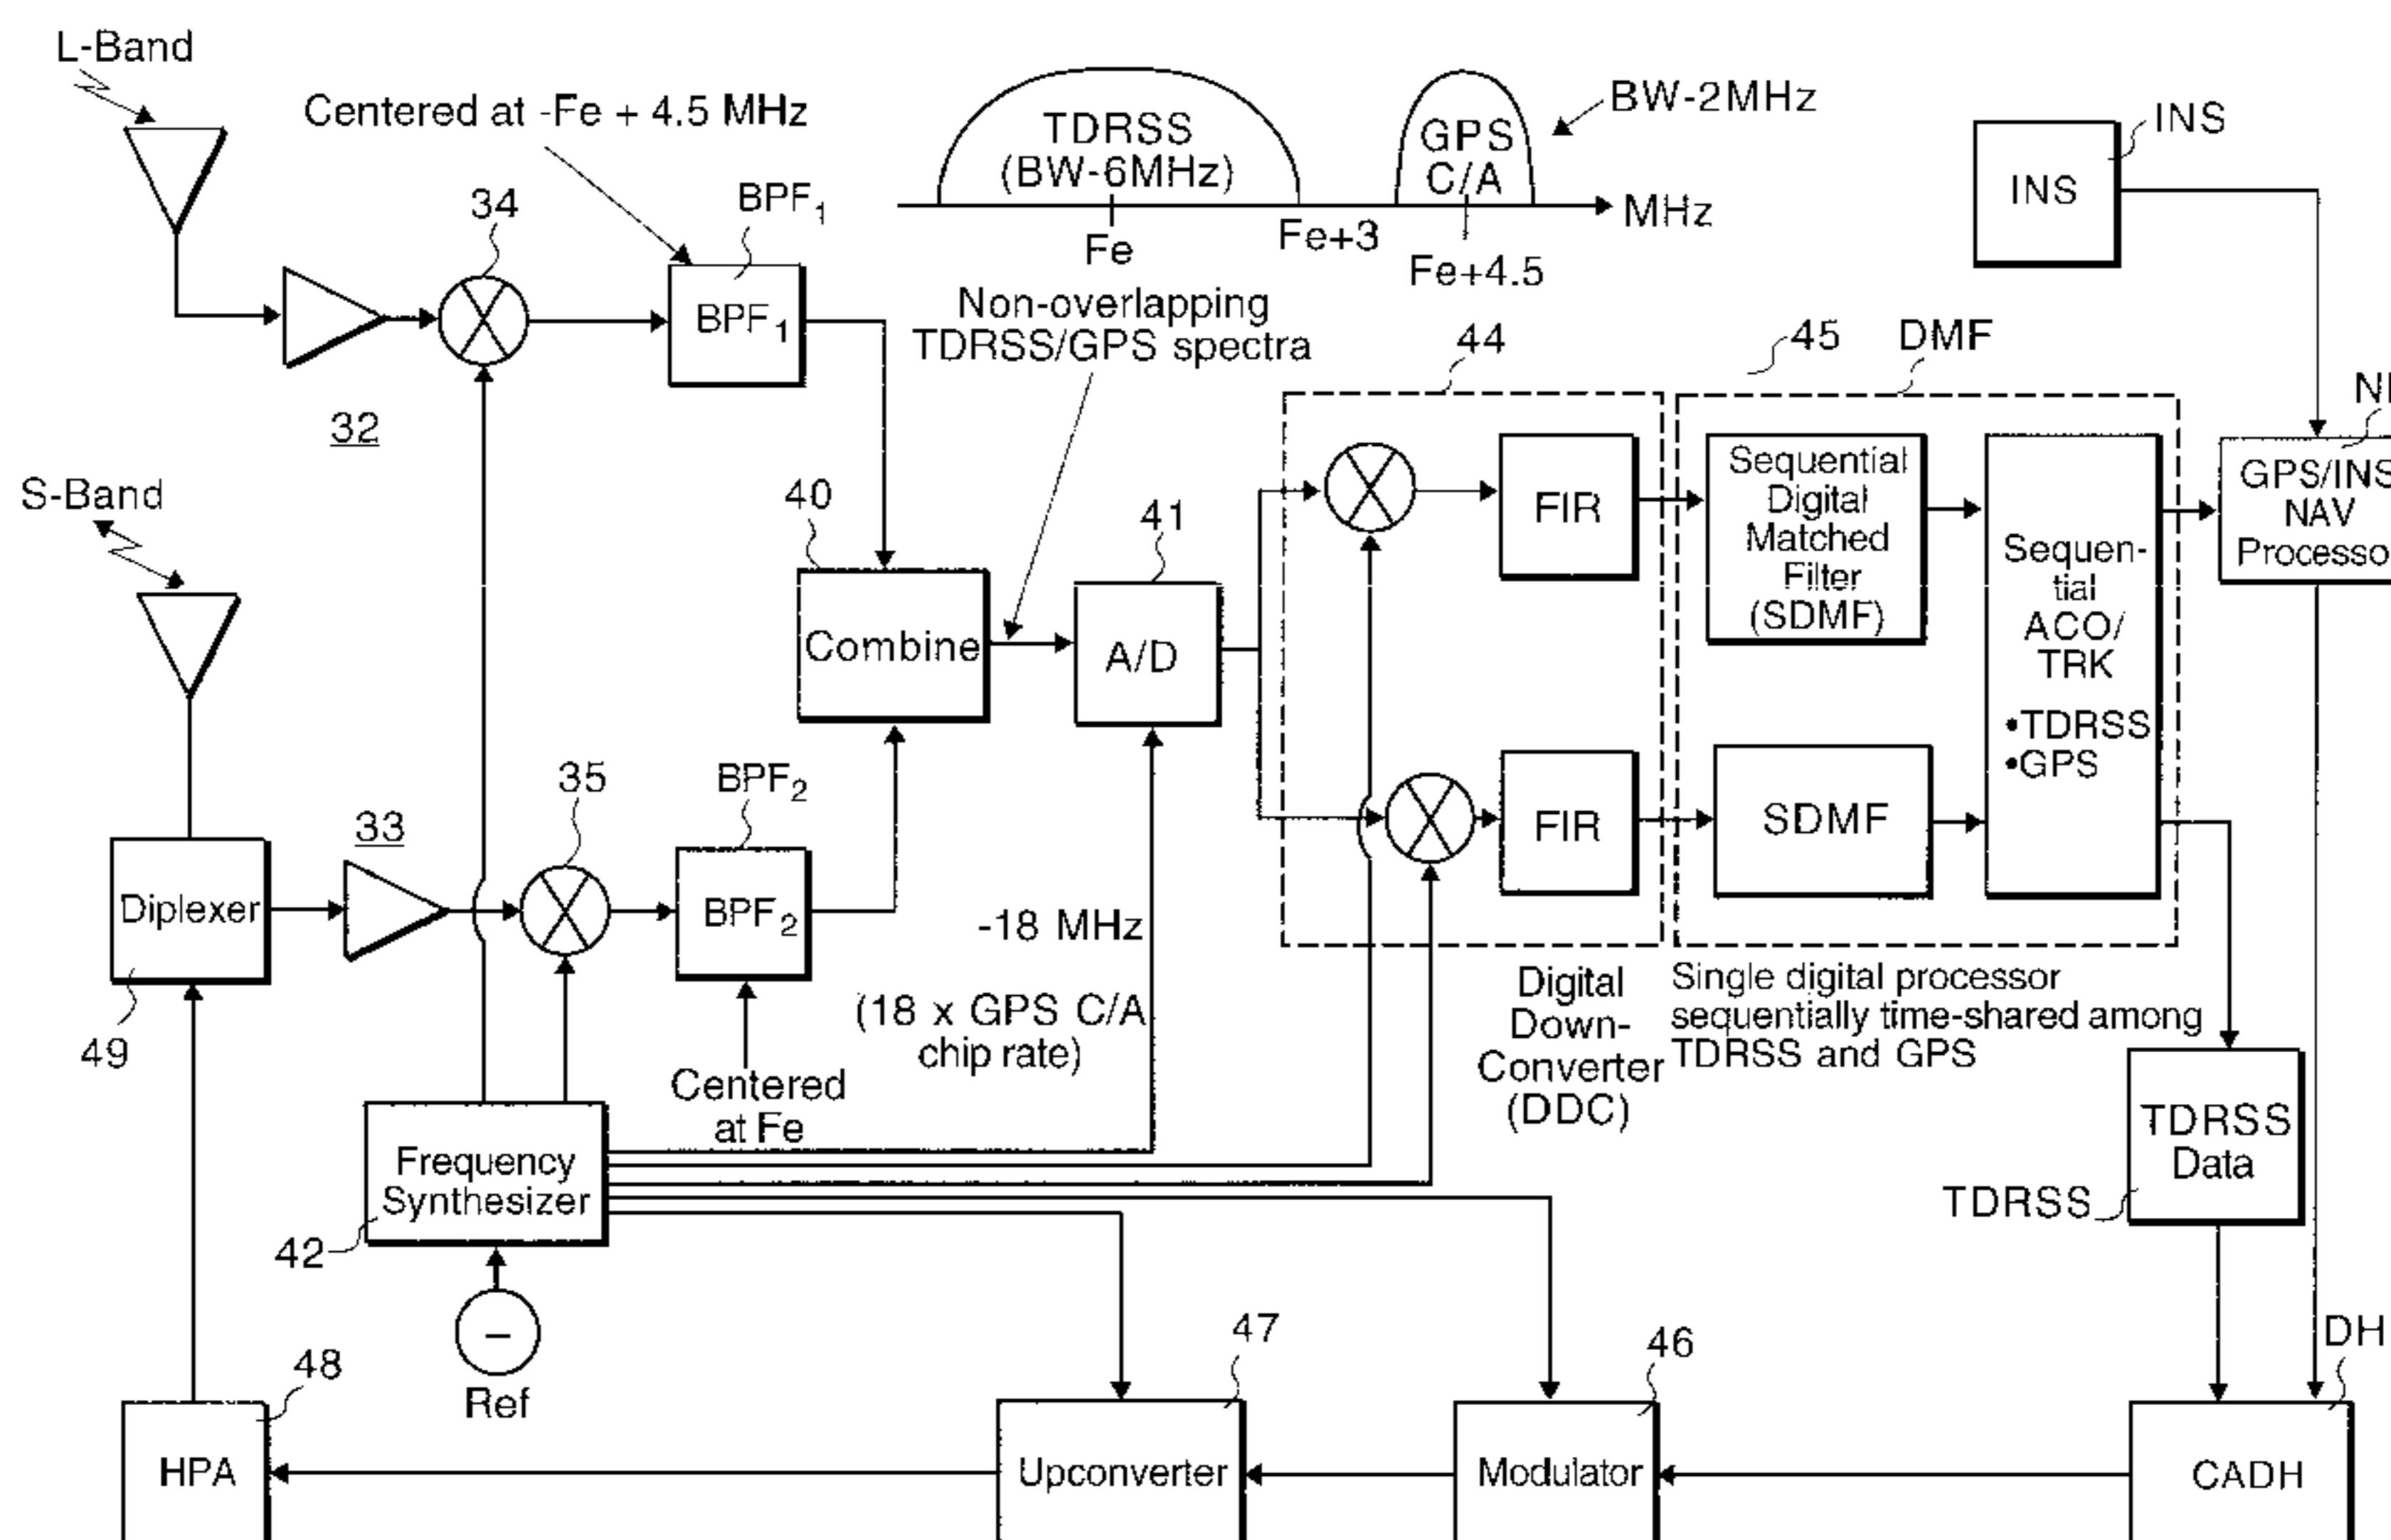 L-Band
Centered at -Fe + 4.5 MHz
TDRSS
(BW-6MHz)
GPS
C/A
BW-2MHz
MHz
Fe
Fe+3
Fe+4.5
INS
INS
34
BPF1
BPF1
Non-overlapping
TDRSS/GPS spectra
32
44
45
DMF
S-Band
40
41
Combine
A/D
FIR
Sequential
Digital
Matched
Filter
(SDMF)
Sequen-
tial
ACO/
TRK
•TDRSS
•GPS
GPS/INS
NAV
33
35
BPF2
BPF2
Diplexer
49
FIR
SDMF
-18 MHz
(18 x GPS C/A
chip rate)
Centered
at Fe
Digital
Down-
Converter
(DDC)
Single digital processor
sequentially time-shared among
TDRSS and GPS
Frequency
Synthesizer
42
Ref
TDRSS
Data
TDRSS
48
47
46
DH
HPA
Upconverter
Modulator
CADH